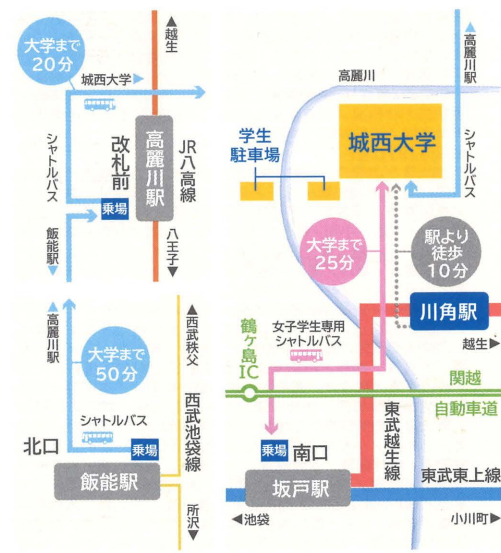 ▲越生
大学まで
20分
城西大学▶
シャトルバス
改札前
高麗川駅
JR八高線
乗場
飯能駅▼
八王子▼
▲高麗川駅
大学まで
50分
▲西武秩父
シャトルバス
西武池袋線
北口
乗場
飯能駅
所沢▼
▲高麗川駅
高麗川
城西大学
学生
駐車場
シャトルバス
大学まで
25分
駅より
徒歩
10分
川角駅
越生▶
鶴ヶ島
IC
女子学生専用
シャトルバス
関越
自動車道
東武越生線
乗場
南口
坂戸駅
東武東上線
◀池袋
小川町▶